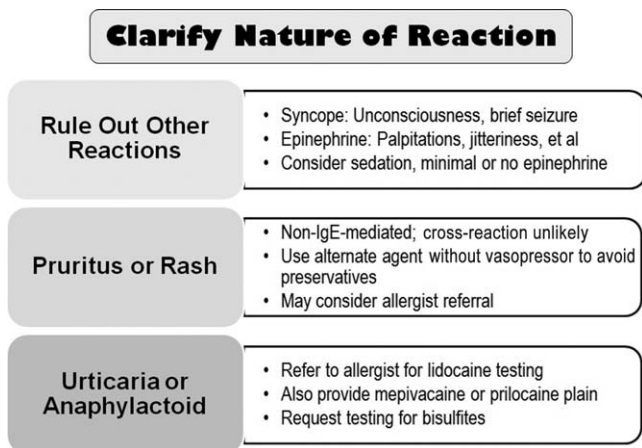 Clarify Nature of Reaction
Rule Out Other
Reactions
• Syncope: Unconsciousness, brief seizure
• Epinephrine: Palpitations, jitteriness, et al
• Consider sedation, minimal or no epinephrine
Pruritus or Rash
• Non-IgE-mediated; cross-reaction unlikely
• Use alternate agent without vasopressor to avoid
preservatives
• May consider allergist referral
Urticaria or
Anaphylactoid
• Refer to allergist for lidocaine testing
• Also provide mepivacaine or prilocaine plain
• Request testing for bisulfites